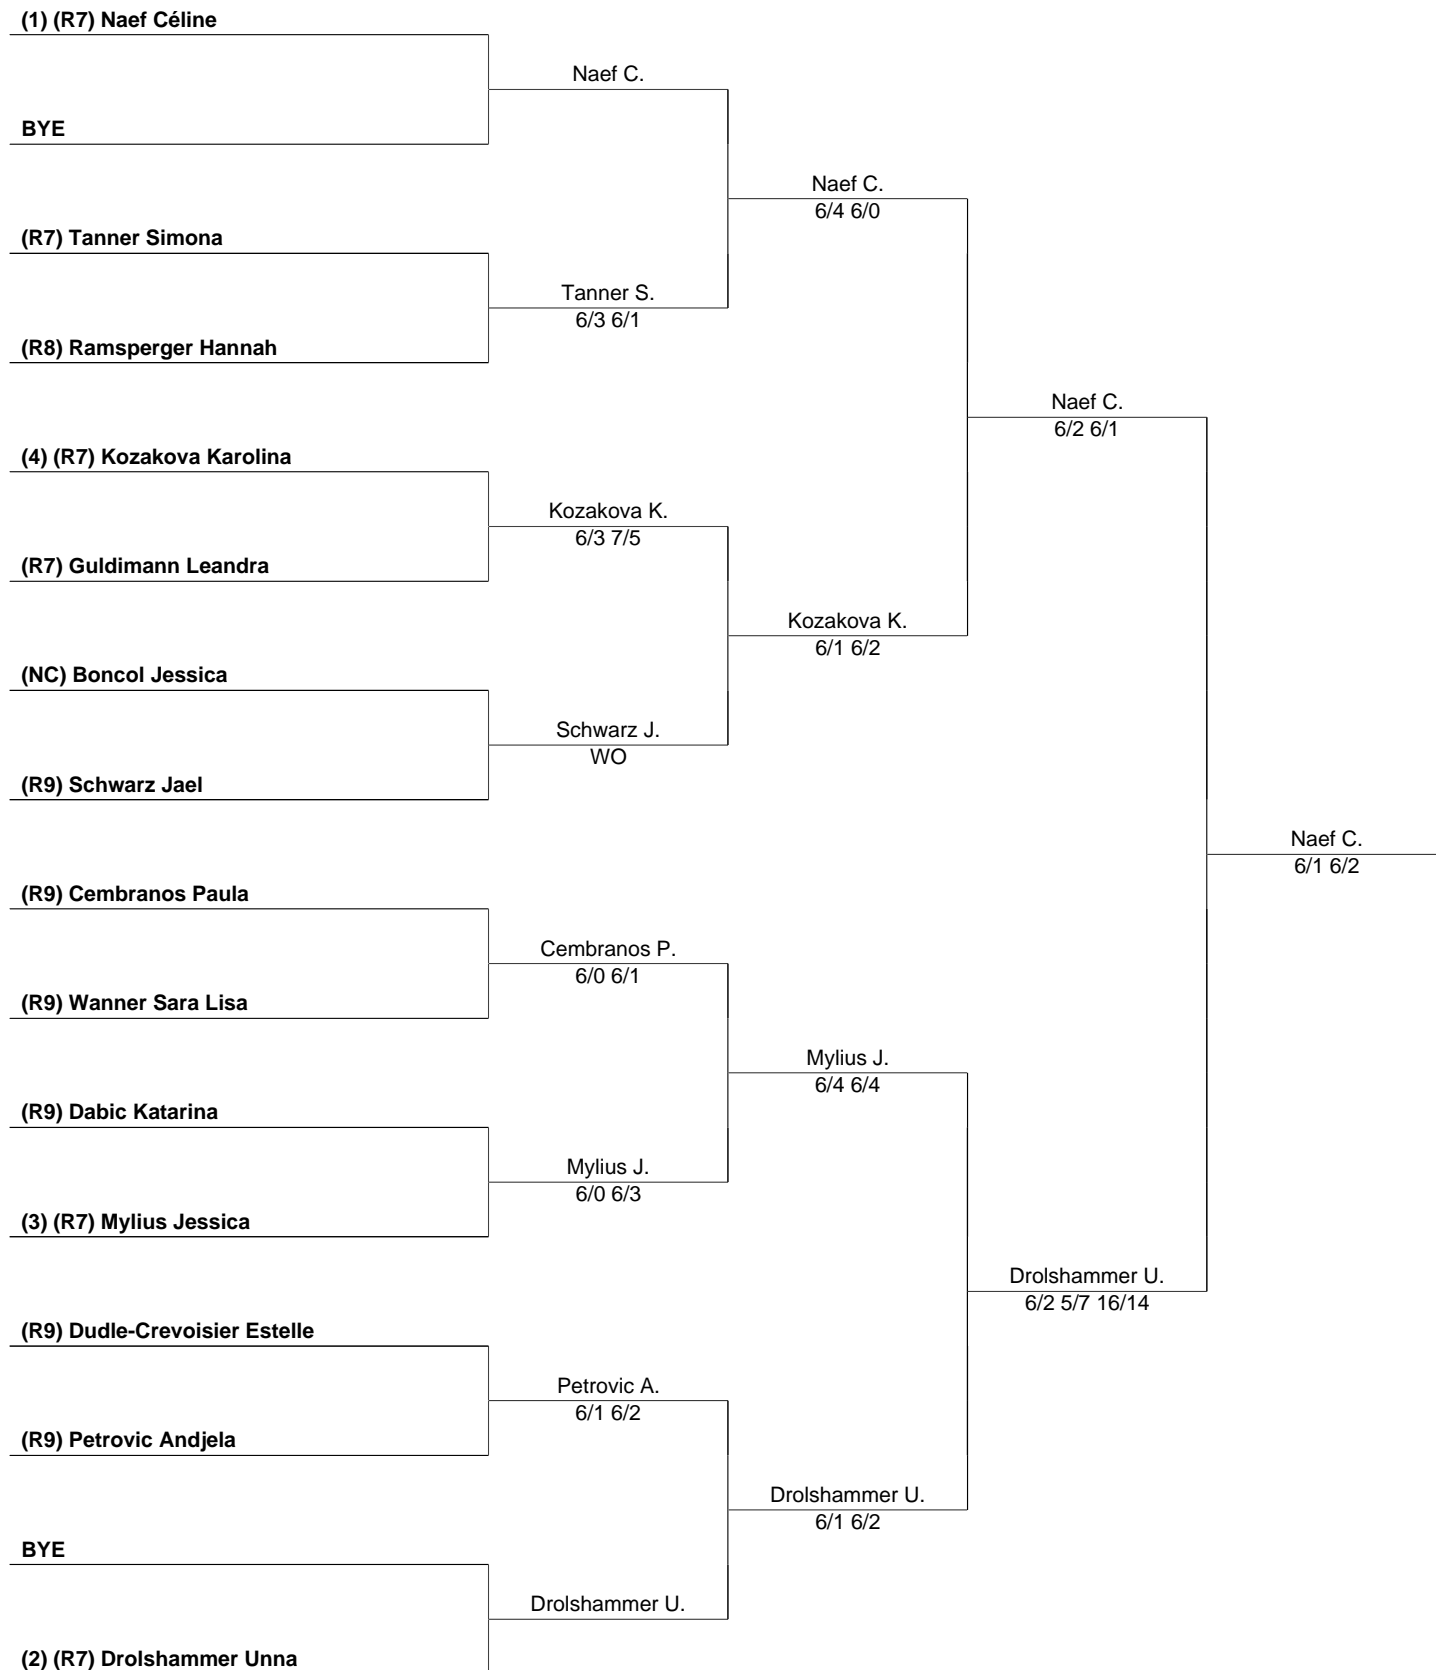 (1) (R7) Naef Céline
Naef C.
BYE
Naef C.
6/4 6/0
(R7) Tanner Simona
Tanner S.
6/3 6/1
(R8) Ramsperger Hannah
Naef C.
6/2 6/1
(4) (R7) Kozakova Karolina
Kozakova K.
6/3 7/5
(R7) Guldimann Leandra
Kozakova K.
6/1 6/2
(NC) Boncol Jessica
Schwarz J.
WO
(R9) Schwarz Jael
Naef C.
6/1 6/2
(R9) Cembranos Paula
Cembranos P.
6/0 6/1
(R9) Wanner Sara Lisa
Mylius J.
6/4 6/4
(R9) Dabic Katarina
Mylius J.
6/0 6/3
(3) (R7) Mylius Jessica
Drolshammer U.
6/2 5/7 16/14
(R9) Dudle-Crevoisier Estelle
Petrovic A.
6/1 6/2
(R9) Petrovic Andjela
Drolshammer U.
6/1 6/2
BYE
Drolshammer U.
(2) (R7) Drolshammer Unna